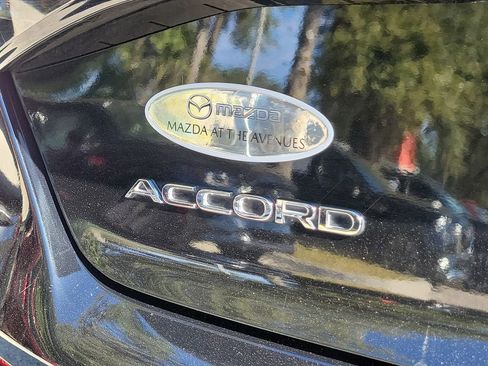 mazda
MAZDA AT THE AVENUES
ACCORD